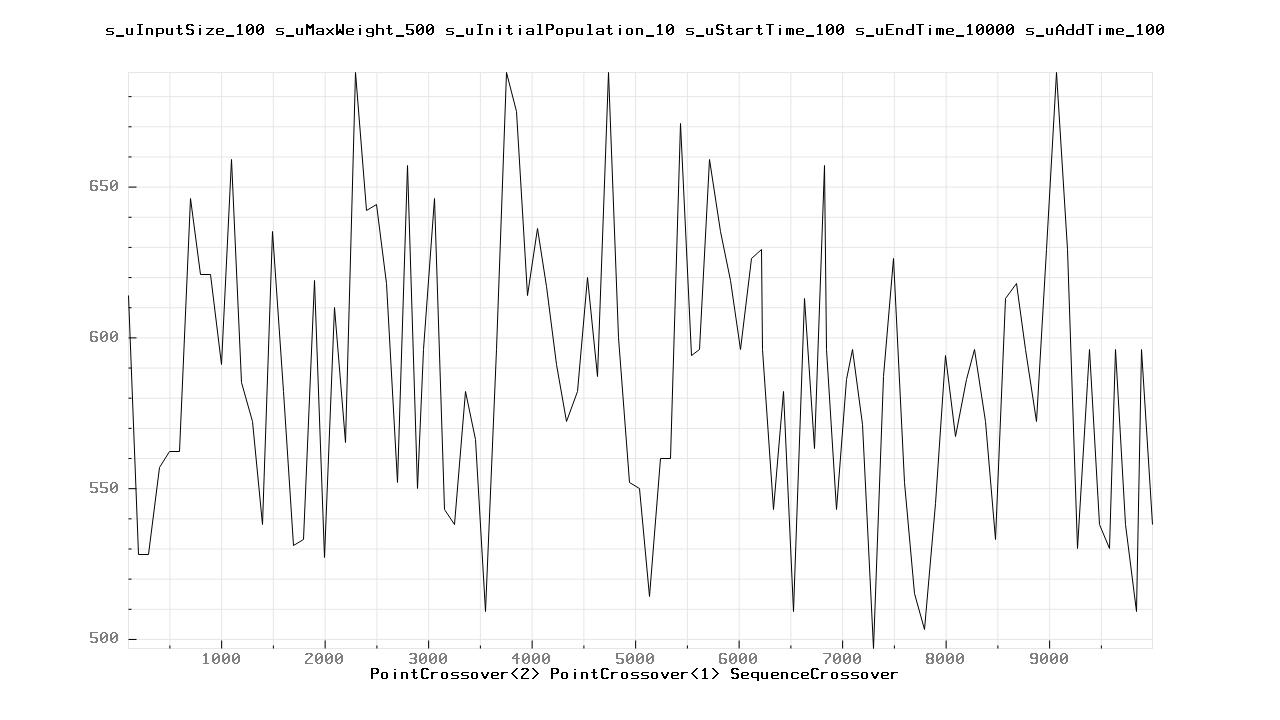 s_uInputSize_100 s_uMaxWeight_500 s_uInitialPopulation_10 s_uStartTime_100 s_uEndTime_10000 s_uAddTime_100
650
600
550
500
1000 2000 3000 4000 5000 6000 7000 8000 9000
PointCrossover<2> PointCrossover<1> SequenceCrossover